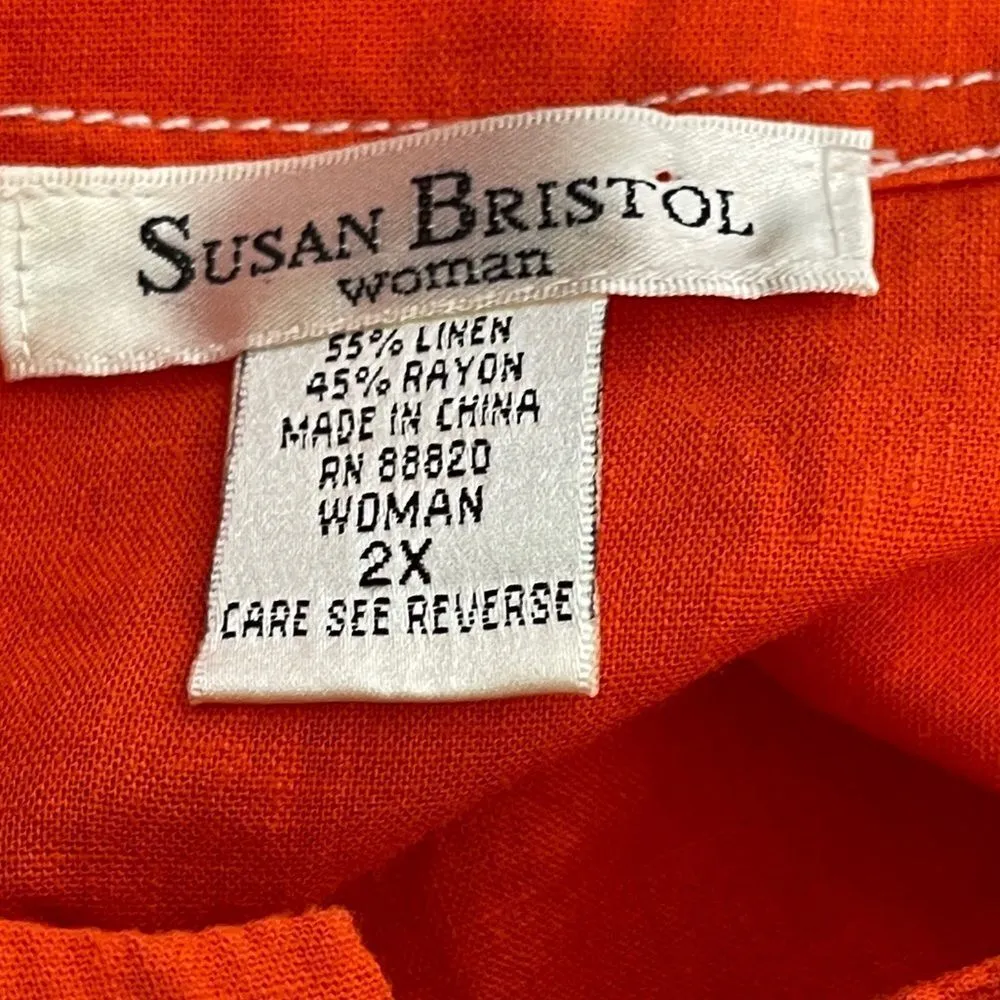 SUSAN BRISTOL
woman
55% LINEN
45% RAYON
MADE IN CHINA
RN 88820
WOMAN
2X
CARE SEE REVERSE